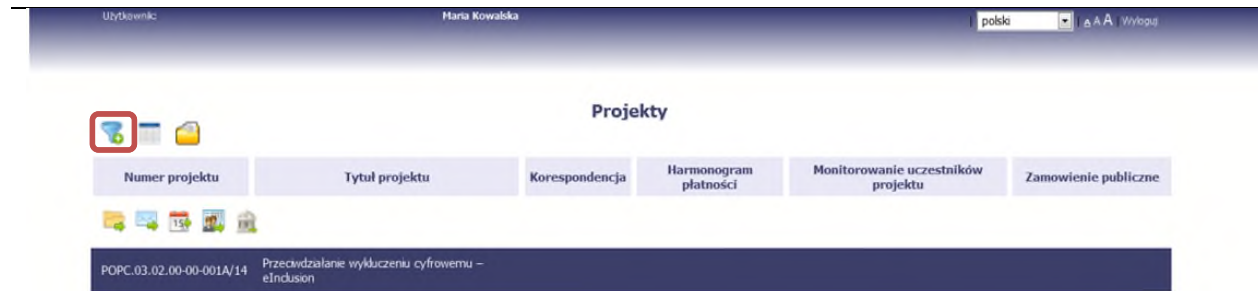 Użytkownik: Maria Kowalska polski | A A A | Wyloguj
Projekty
Numer projektu Tytuł projektu Korespondencja Harmonogram płatności Monitorowanie uczestników projektu Zamowienie publiczne
15
POPC.03.02.00-00-001A/14 Przeciwdziałanie wykluczeniu cyfrowemu –
eInclusion